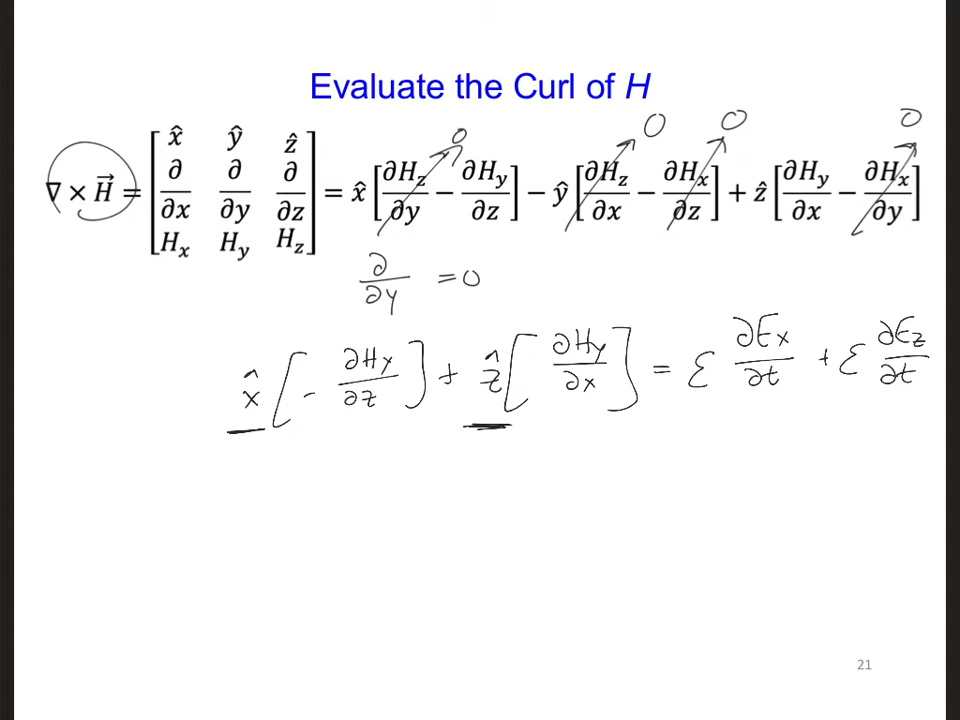 Evaluate the Curl of H
∇ × H⃗ = [x̂ ŷ ẑ; ∂/∂x ∂/∂y ∂/∂z; Hx Hy Hz] = x̂ [∂Hz/∂y − ∂Hy/∂z] − ŷ [∂Hz/∂x − ∂Hx/∂z] + ẑ [∂Hy/∂x − ∂Hx/∂y]
0 0 0 0
∂/∂y = 0
x̂ [− ∂Hy/∂z] + ẑ [∂Hy/∂x] = ε ∂Ex/∂t + ε ∂Ez/∂t
21